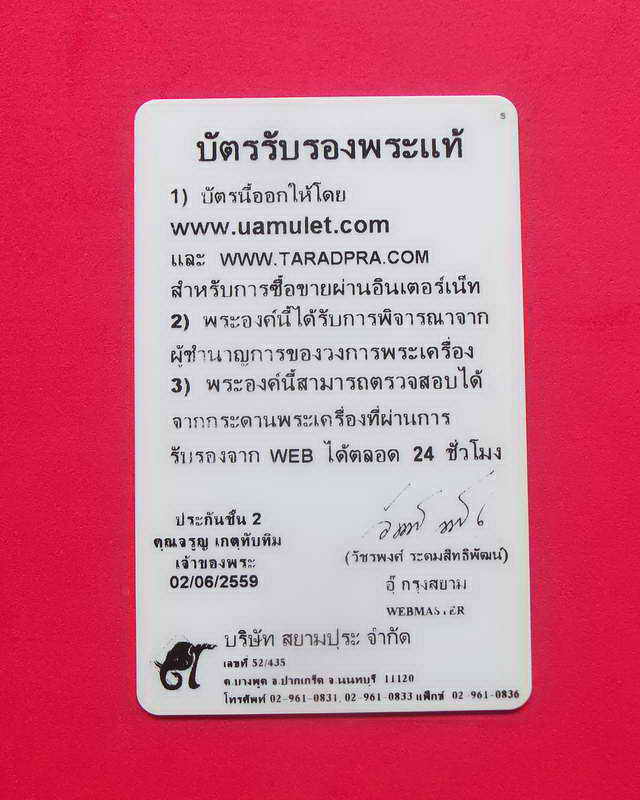 S
บัตรรับรองพระแท้
1) บัตรนี้ออกให้โดย
www.uamulet.com
และ WWW.TARADPRA.COM
สำหรับการซื้อขายผ่านอินเตอร์เน็ท
2) พระองค์นี้ได้รับการพิจารณาจาก
ผู้ชำนาญการของวงการพระเครื่อง
3) พระองค์นี้สามารถตรวจสอบได้
จากกระดานพระเครื่องที่ผ่านการ
รับรองจาก WEB ได้ตลอด 24 ชั่วโมง
ประกันชั้น 2
คุณจรูญ เกตุทับทิม
เจ้าของพระ
02/06/2559
(วัชรพงศ์ ระดมสิทธิพัฒน์)
อุ๊ กรุงสยาม
WEBMASTER
บริษัท สยามประ จำกัด
เลขที่ 52/435
ต.บางพูด อ.ปากเกร็ด จ.นนทบุรี 11120
โทรศัพท์ 02-961-0831, 02-961-0833 แฟ็กซ์ 02-961-0836